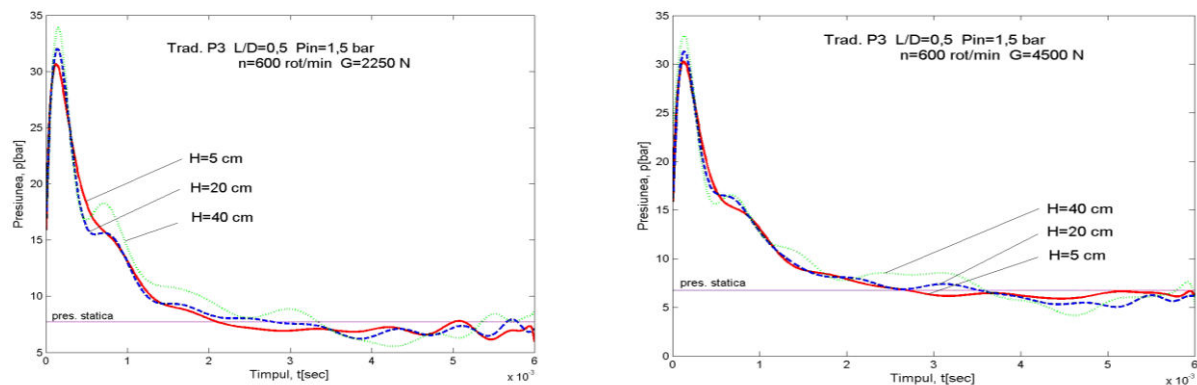 35
Trad. P3 L/D=0,5 Pin=1,5 bar
n=600 rot/min G=2250 N
30
25
Presiunea, p[bar]
20
H=5 cm
H=20 cm
H=40 cm
15
10
pres. statica
5
0 1 2 3 4 5 6
Timpul, t[sec]
x 10⁻³
35
Trad. P3 L/D=0,5 Pin=1,5 bar
n=600 rot/min G=4500 N
30
25
Presiunea, p[bar]
20
15
H=40 cm
H=20 cm
H=5 cm
10
pres. statica
5
0
0 1 2 3 4 5 6
Timpul, t[sec]
x 10⁻³